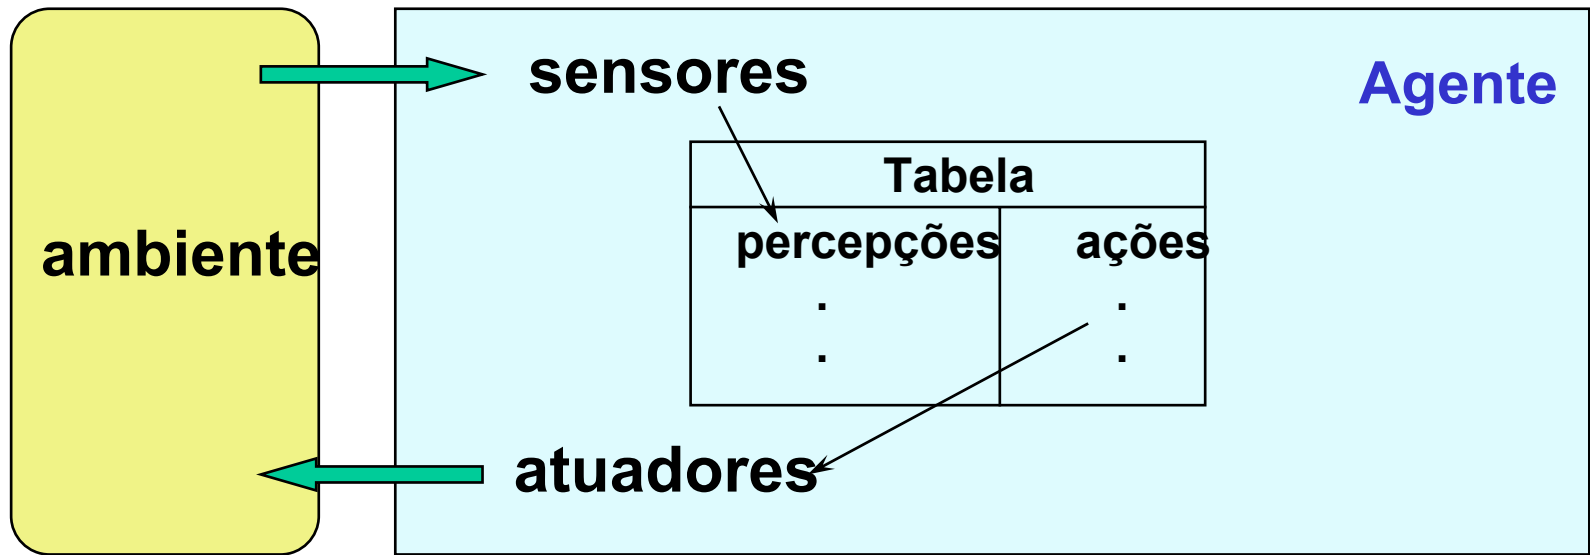 sensores
Agente
Tabela
percepções ações
ambiente
. .
. .
atuadores